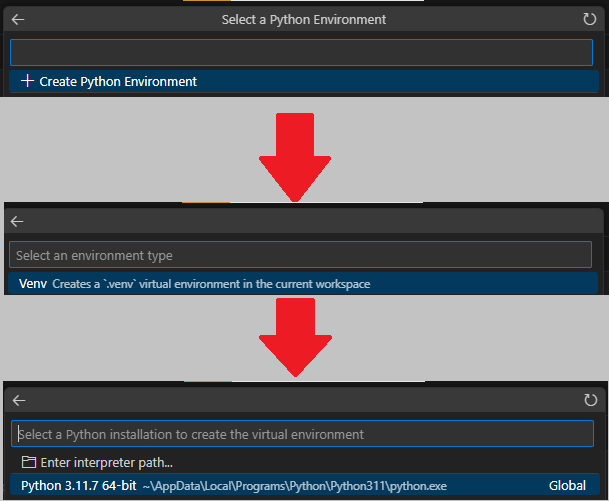 Select a Python Environment
Create Python Environment
Select an environment type
Venv Creates a `.venv` virtual environment in the current workspace
Select a Python installation to create the virtual environment
Enter interpreter path...
Python 3.11.7 64-bit ~\AppData\Local\Programs\Python\Python311\python.exe Global